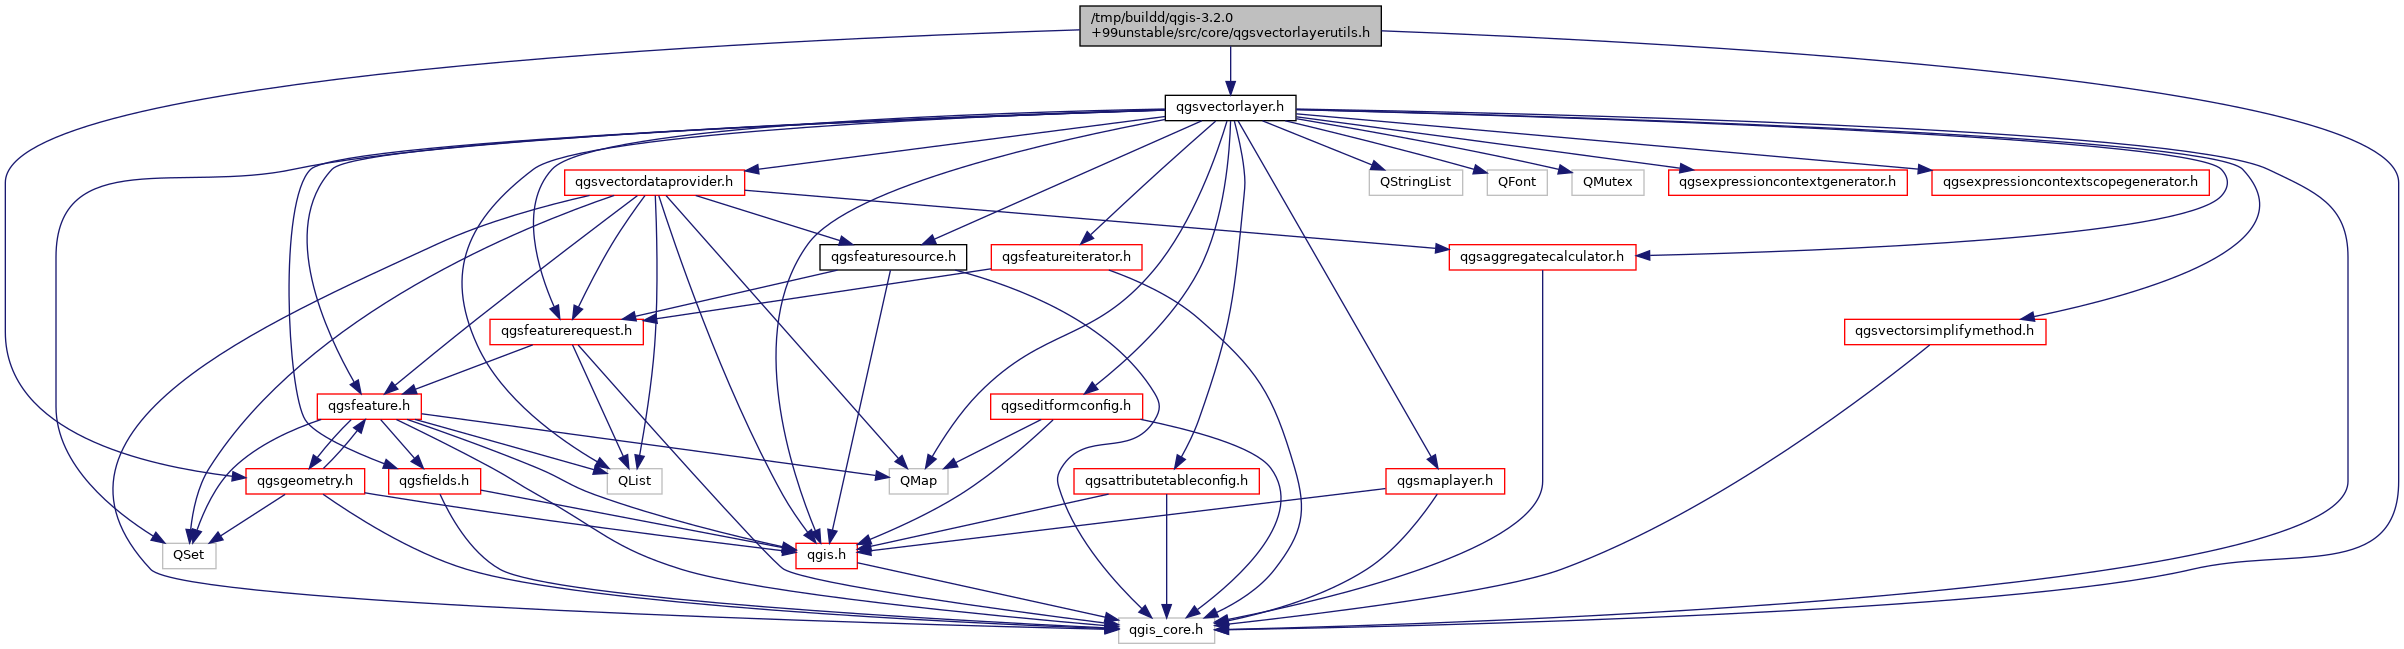 /tmp/buildd/qgis-3.2.0
+99unstable/src/core/qgsvectorlayerutils.h
qgsvectorlayer.h
qgsvectordataprovider.h
QStringList
QFont
QMutex
qgsexpressioncontextgenerator.h
qgsexpressioncontextscopegenerator.h
qgsfeaturesource.h
qgsfeatureiterator.h
qgsaggregatecalculator.h
qgsfeaturerequest.h
qgsvectorsimplifymethod.h
qgsfeature.h
qgseditformconfig.h
qgsgeometry.h
qgsfields.h
QList
QMap
qgsattributetableconfig.h
qgsmaplayer.h
QSet
qgis.h
qgis_core.h